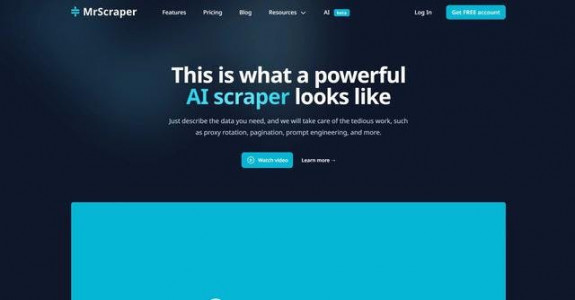 MrScraper Features Pricing Blog Resources AI beta Log In Get FREE account
This is what a powerful
AI scraper looks like
Just describe the data you need, and we will take care of the tedious work, such
as proxy rotation, pagination, prompt engineering, and more.
Watch video Learn more →